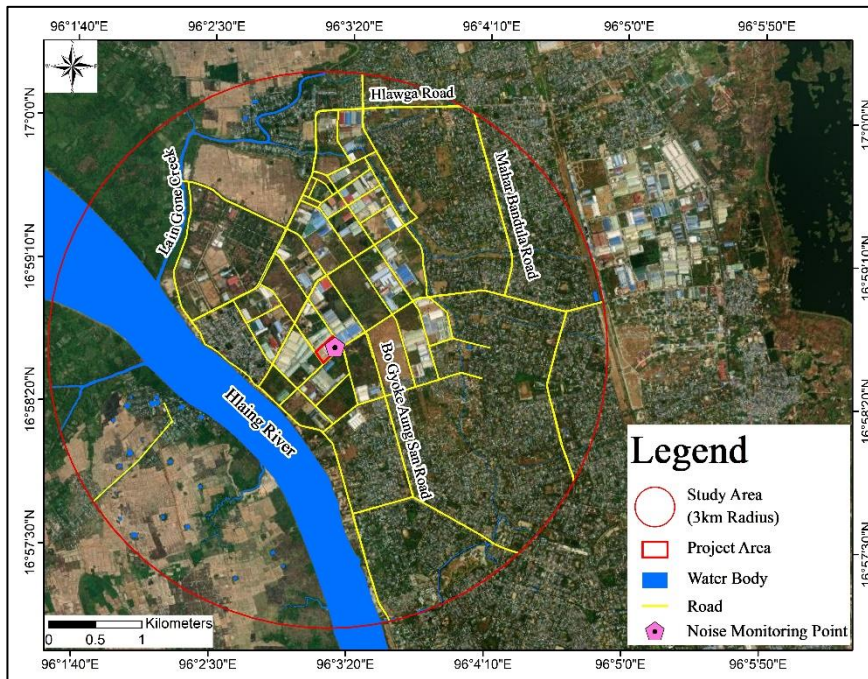 96°1'40"E 96°2'30"E 96°3'20"E 96°4'10"E 96°5'0"E 96°5'50"E
Hlawga Road
17°0'0"N
17°0'0"N
Lain Gone Creek
Mahar Bandula Road
16°59'10"N
16°59'10"N
Bo Gyoke Aung San Road
16°58'20"N
16°58'20"N
Hlaing River
16°57'30"N
16°57'30"N
Legend
Study Area
(3km Radius)
Project Area
Water Body
Road
Noise Monitoring Point
Kilometers
0 0.5 1
96°1'40"E 96°2'30"E 96°3'20"E 96°4'10"E 96°5'0"E 96°5'50"E